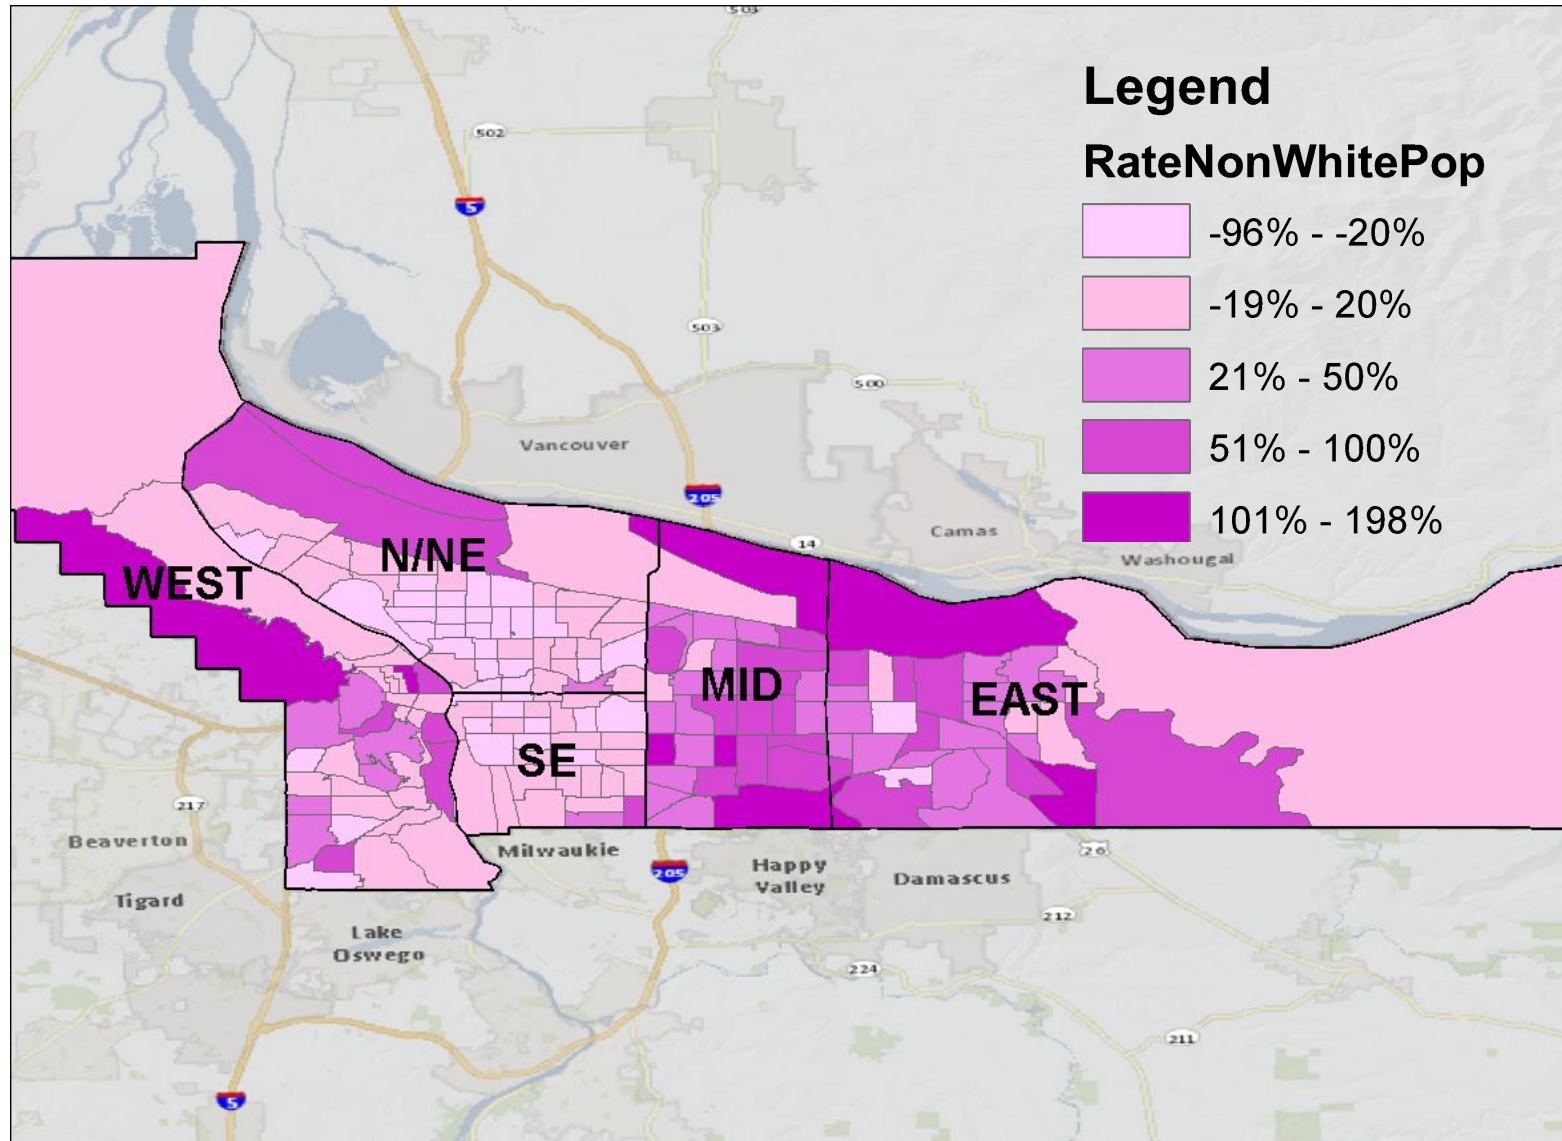 503
Legend
RateNonWhitePop
-96% - -20%
-19% - 20%
21% - 50%
51% - 100%
101% - 198%
502
5
503
500
Vancouver
205
14
Camas
Washougal
N/NE
WEST
MID
EAST
SE
217
Beaverton
Milwaukie
205
Happy
Valley
Damascus
26
Tigard
Lake
Oswego
212
224
211
5